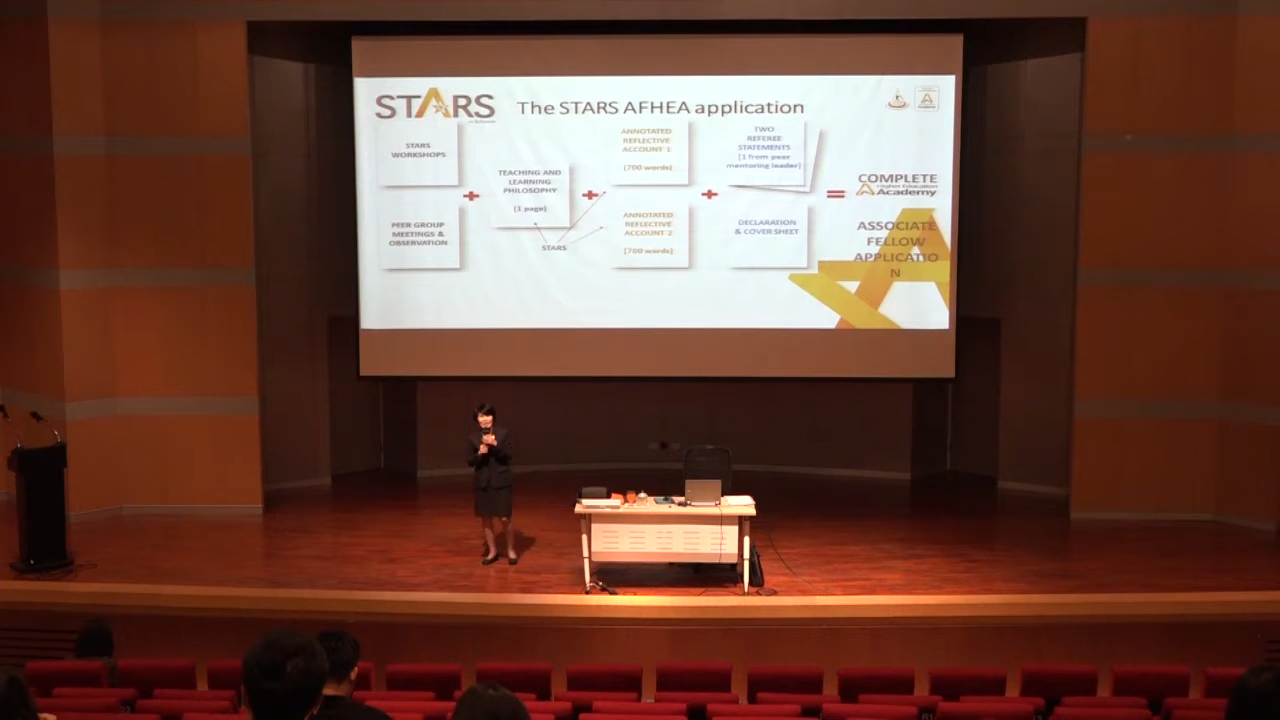 STARS
The STARS AFHEA application
STARS
WORKSHOPS
PEER GROUP
MEETINGS &
OBSERVATION
+
TEACHING AND
LEARNING
PHILOSOPHY
(1 page)
STARS
+
ANNOTATED
REFLECTIVE
ACCOUNT 1
(700 words)
ANNOTATED
REFLECTIVE
ACCOUNT 2
(700 words)
+
TWO
REFEREE
STATEMENTS
(1 from peer
mentoring leader)
DECLARATION
& COVER SHEET
=
COMPLETE
Higher Education
Academy
ASSOCIATE
FELLOW
APPLICATIO
N
Academy